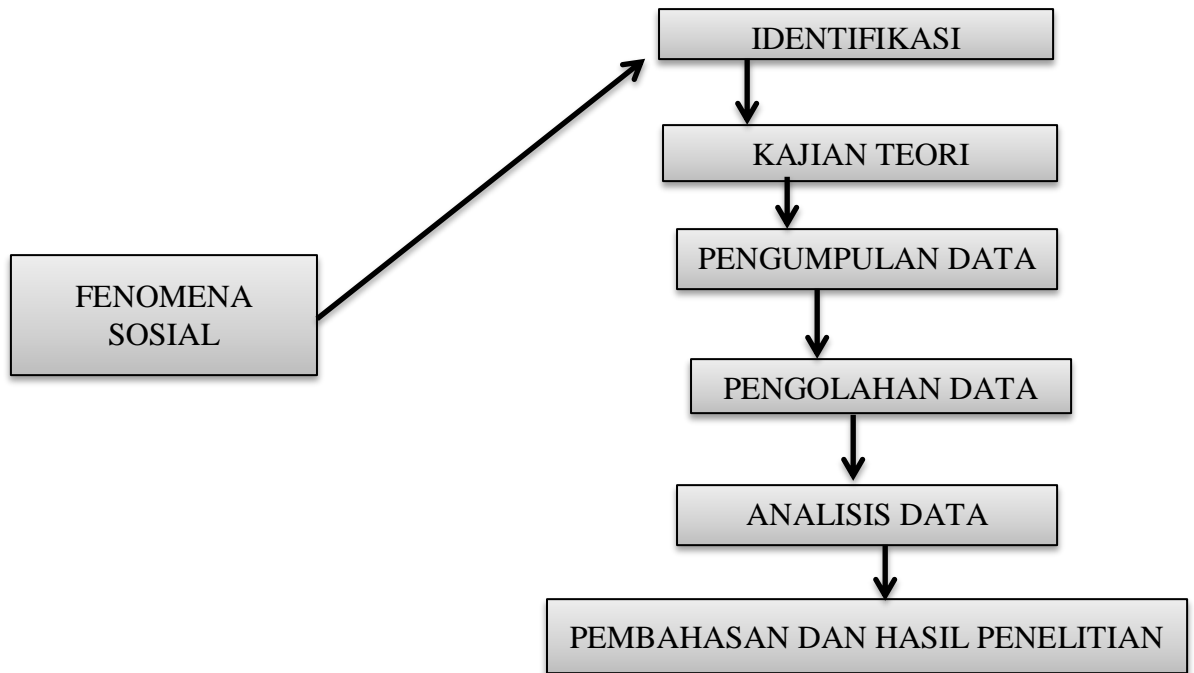 IDENTIFIKASI
KAJIAN TEORI
PENGUMPULAN DATA
FENOMENA
SOSIAL
PENGOLAHAN DATA
ANALISIS DATA
PEMBAHASAN DAN HASIL PENELITIAN